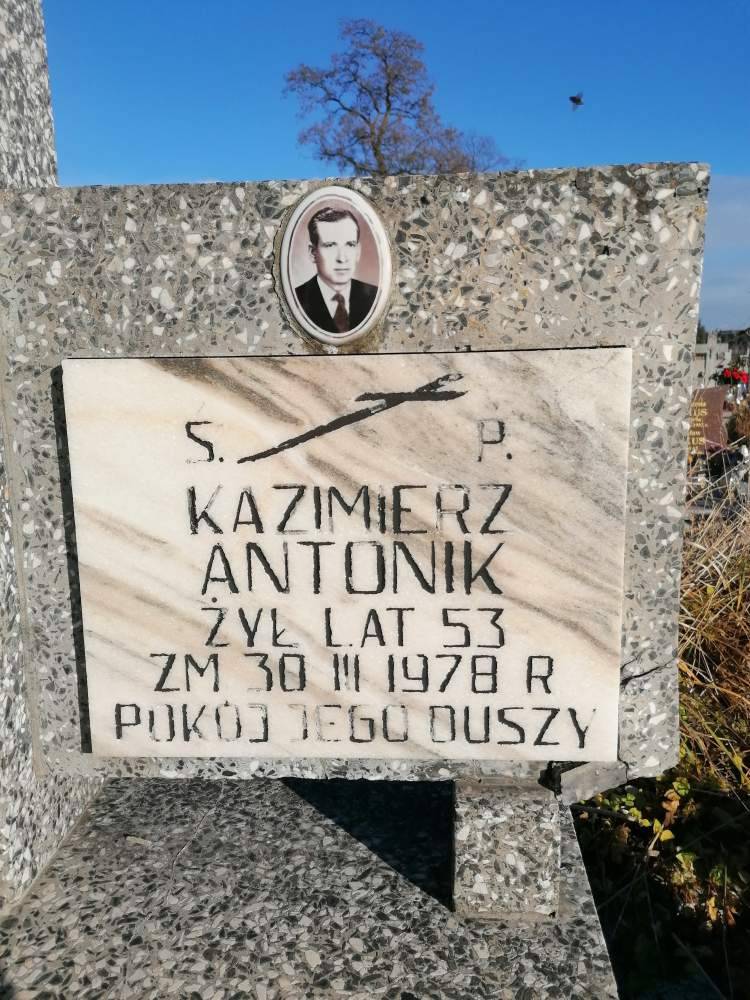 Ś. P.
KAZIMIERZ
ANTONIK
ŻYŁ LAT 53
ZM 30 III 1978 R
POKÓJ JEGO DUSZY